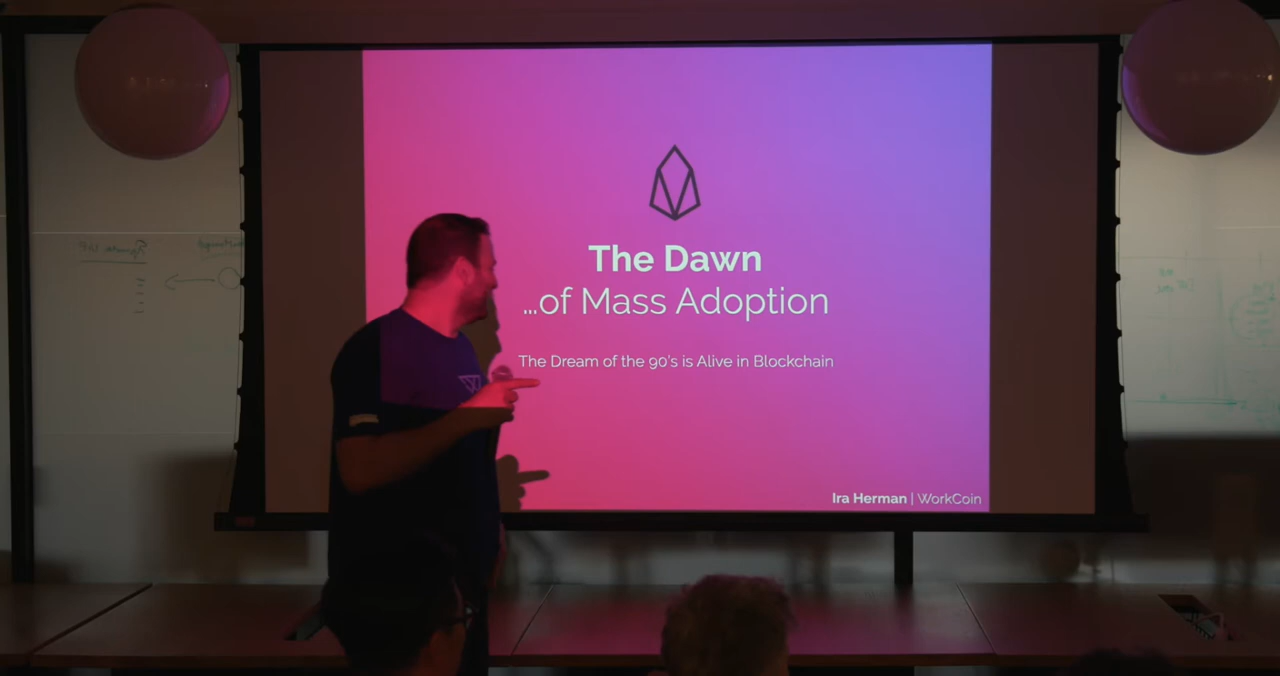 The Dawn
...of Mass Adoption
The Dream of the 90's is Alive in Blockchain
Ira Herman | WorkCoin